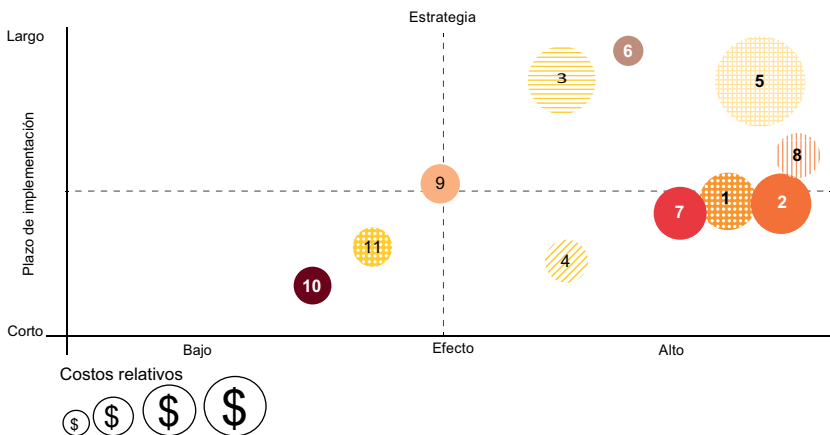 Estrategia
Largo
6
3
5
8
Plazo de implementación
9
1
2
7
11
4
10
Corto
Bajo
Efecto
Alto
Costos relativos
$ $ $ $